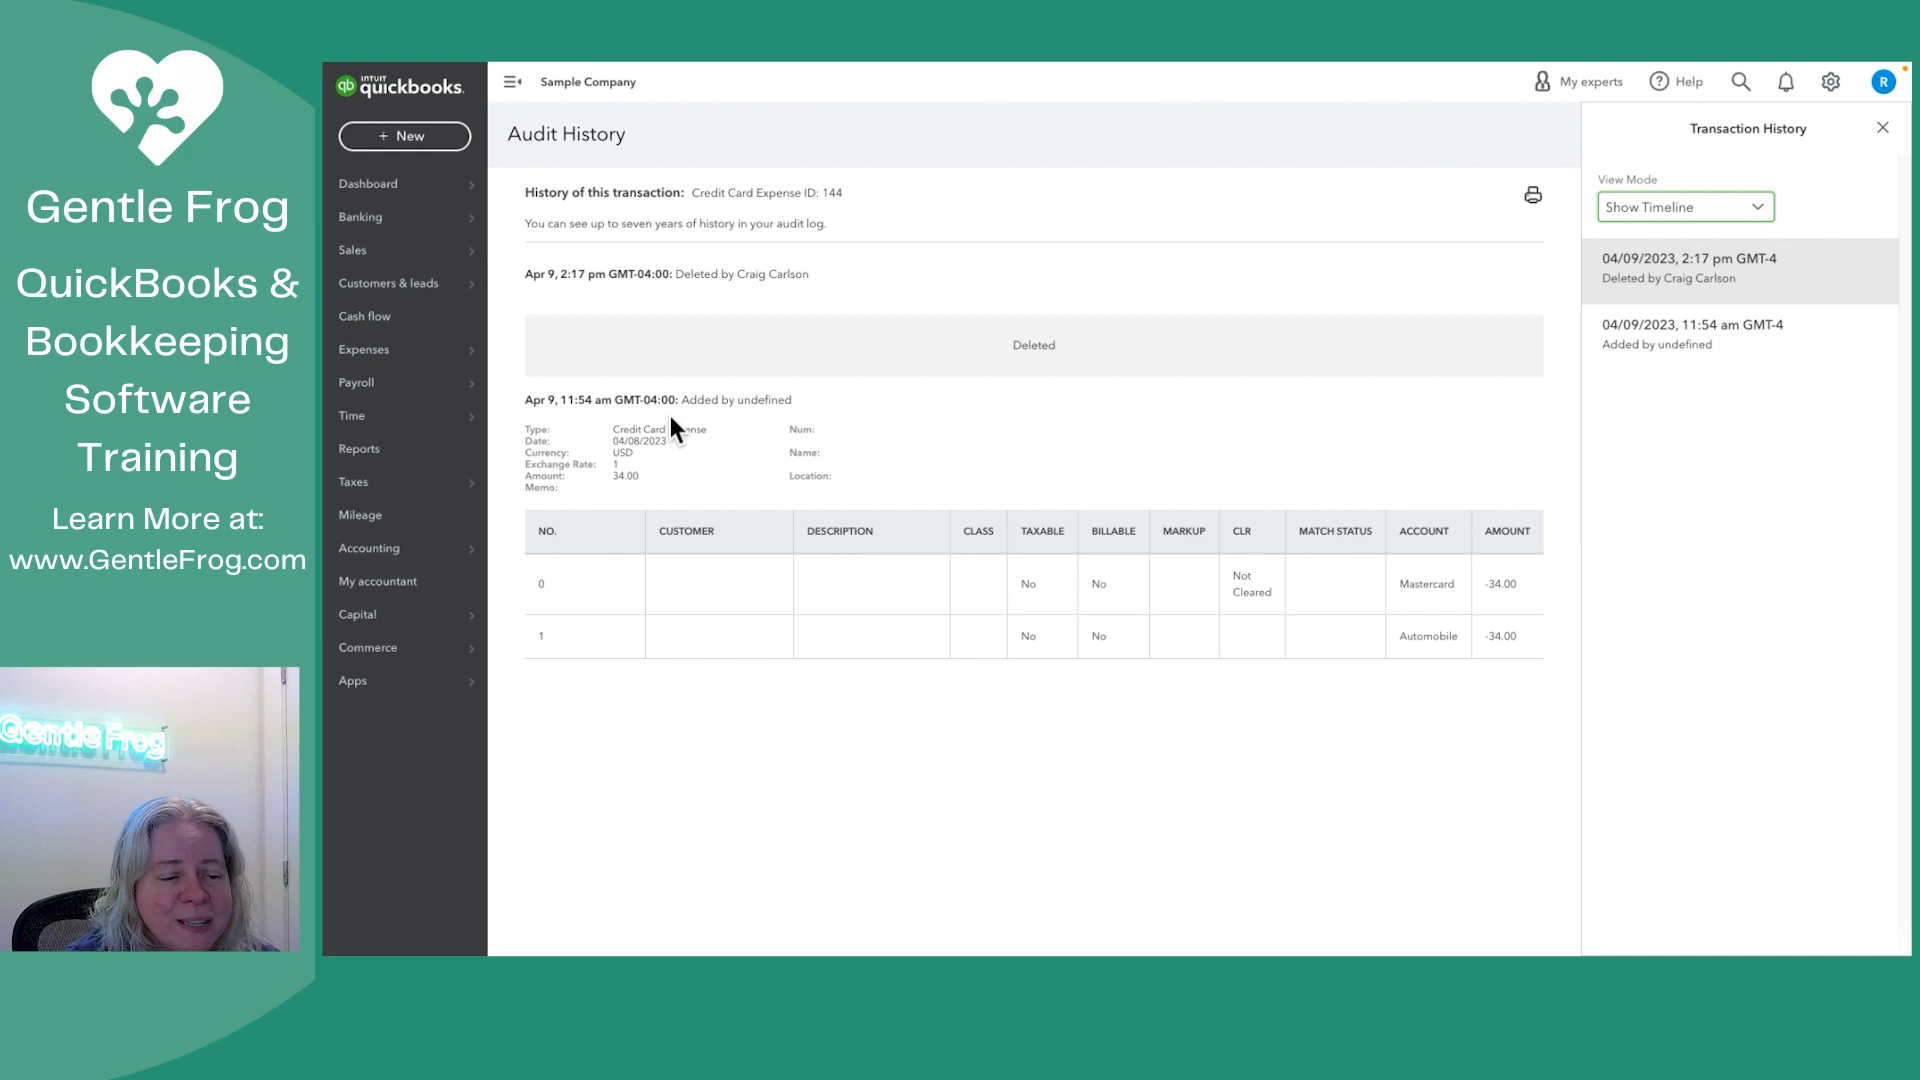 Gentle Frog
QuickBooks &
Bookkeeping
Software
Training
Learn More at:
www.GentleFrog.com
Gentle Frog
qb INTUIT quickbooks.
+ New
Dashboard
Banking
Sales
Customers & leads
Cash flow
Expenses
Payroll
Time
Reports
Taxes
Mileage
Accounting
My accountant
Capital
Commerce
Apps
Sample Company
My experts
Help
R
Audit History
History of this transaction: Credit Card Expense ID: 144
You can see up to seven years of history in your audit log.
Apr 9, 2:17 pm GMT-04:00: Deleted by Craig Carlson
Deleted
Apr 9, 11:54 am GMT-04:00: Added by undefined
Type: Credit Card
Num:
Date: 04/08/2023
Currency: USD
Name:
Exchange Rate: 1
Amount: 34.00
Location:
Memo:
NO. CUSTOMER DESCRIPTION CLASS TAXABLE BILLABLE MARKUP CLR MATCH STATUS ACCOUNT AMOUNT
0 No No Not Cleared Mastercard -34.00
1 No No Automobile -34.00
Transaction History
View Mode
Show Timeline
04/09/2023, 2:17 pm GMT-4
Deleted by Craig Carlson
04/09/2023, 11:54 am GMT-4
Added by undefined